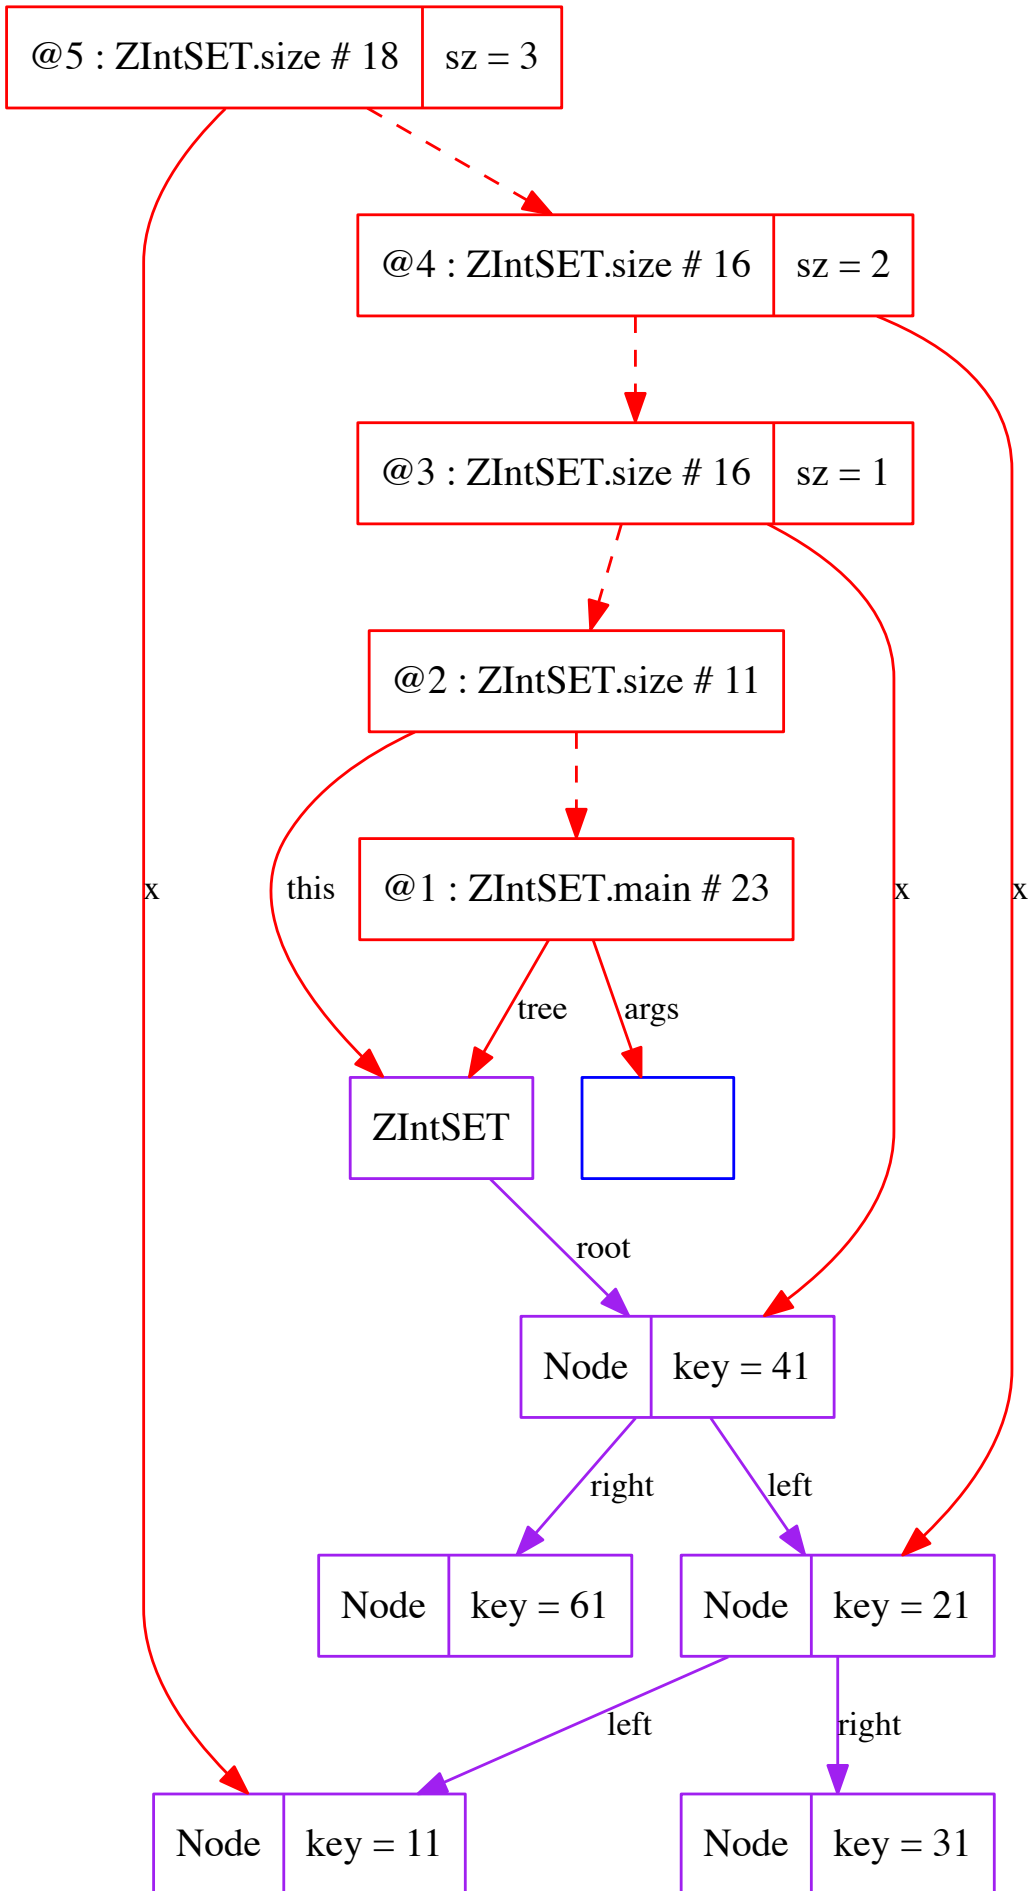 @5 : ZIntSET.size # 18 sz = 3
@4 : ZIntSET.size # 16 sz = 2
@3 : ZIntSET.size # 16 sz = 1
@2 : ZIntSET.size # 11
x this @1 : ZIntSET.main # 23 x x
tree args
ZIntSET
root
Node key = 41
right left
Node key = 61 Node key = 21
left right
Node key = 11 Node key = 31